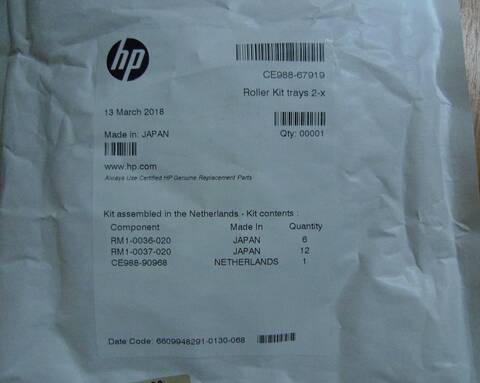 hp
CE988-67919
Roller Kit trays 2-x
13 March 2018
Made in: JAPAN
Qty: 00001
www.hp.com
Always Use Certified HP Genuine Replacement Parts
Kit assembled in the Netherlands - Kit contents :
Component Made In Quantity
RM1-0036-020 JAPAN 6
RM1-0037-020 JAPAN 12
CE988-90968 NETHERLANDS 1
Date Code: 6609948291-0130-068